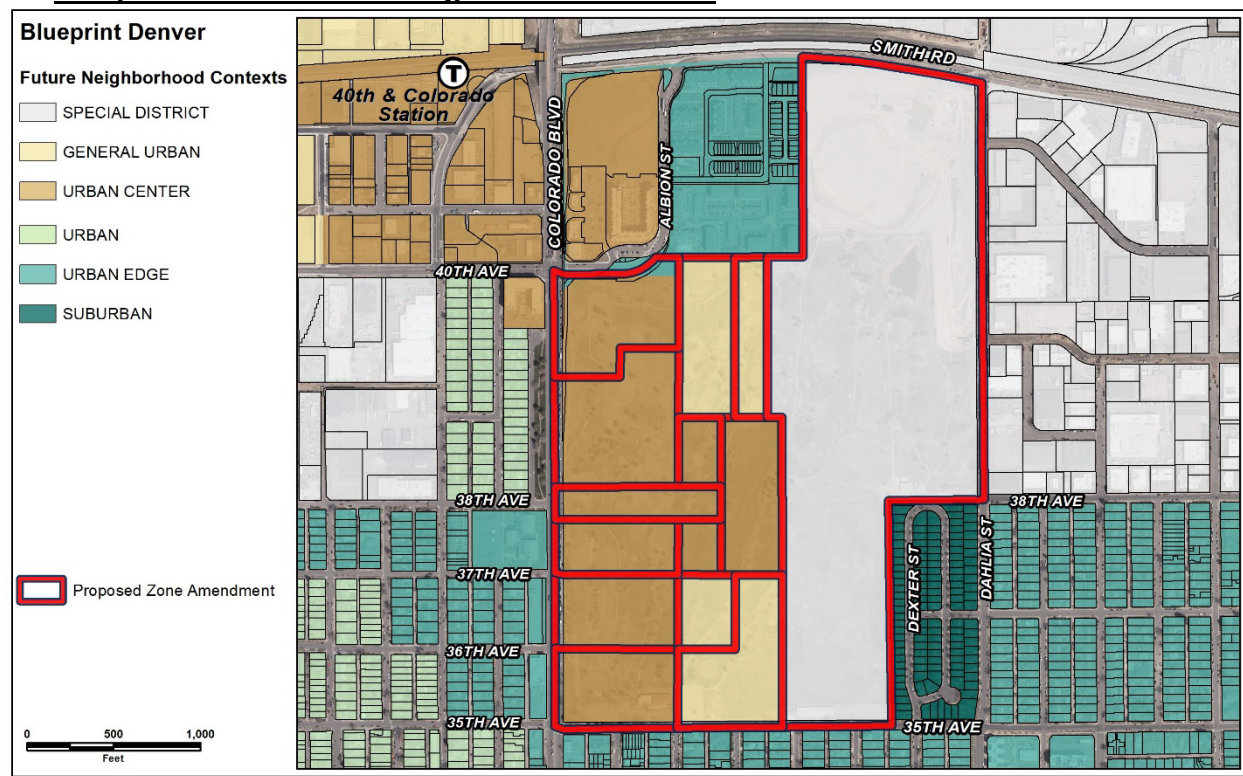 Blueprint Denver
Future Neighborhood Contexts
SPECIAL DISTRICT
GENERAL URBAN
URBAN CENTER
URBAN
URBAN EDGE
SUBURBAN
Proposed Zone Amendment
0 500 1,000
Feet
SMITH RD
T
40th & Colorado
Station
COLORADO BLVD
ALBION ST
40TH AVE
38TH AVE
38TH AVE
37TH AVE
DEXTER ST
DAHLIA ST
36TH AVE
35TH AVE
35TH AVE